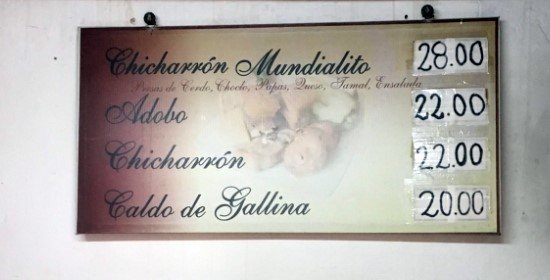 Chicharrón Mundialito 28.00
Presas de Cerdo, Choclo, Papas, Queso, Tamal, Ensalada
Adobo 22.00
Chicharrón 22.00
Caldo de Gallina 20.00